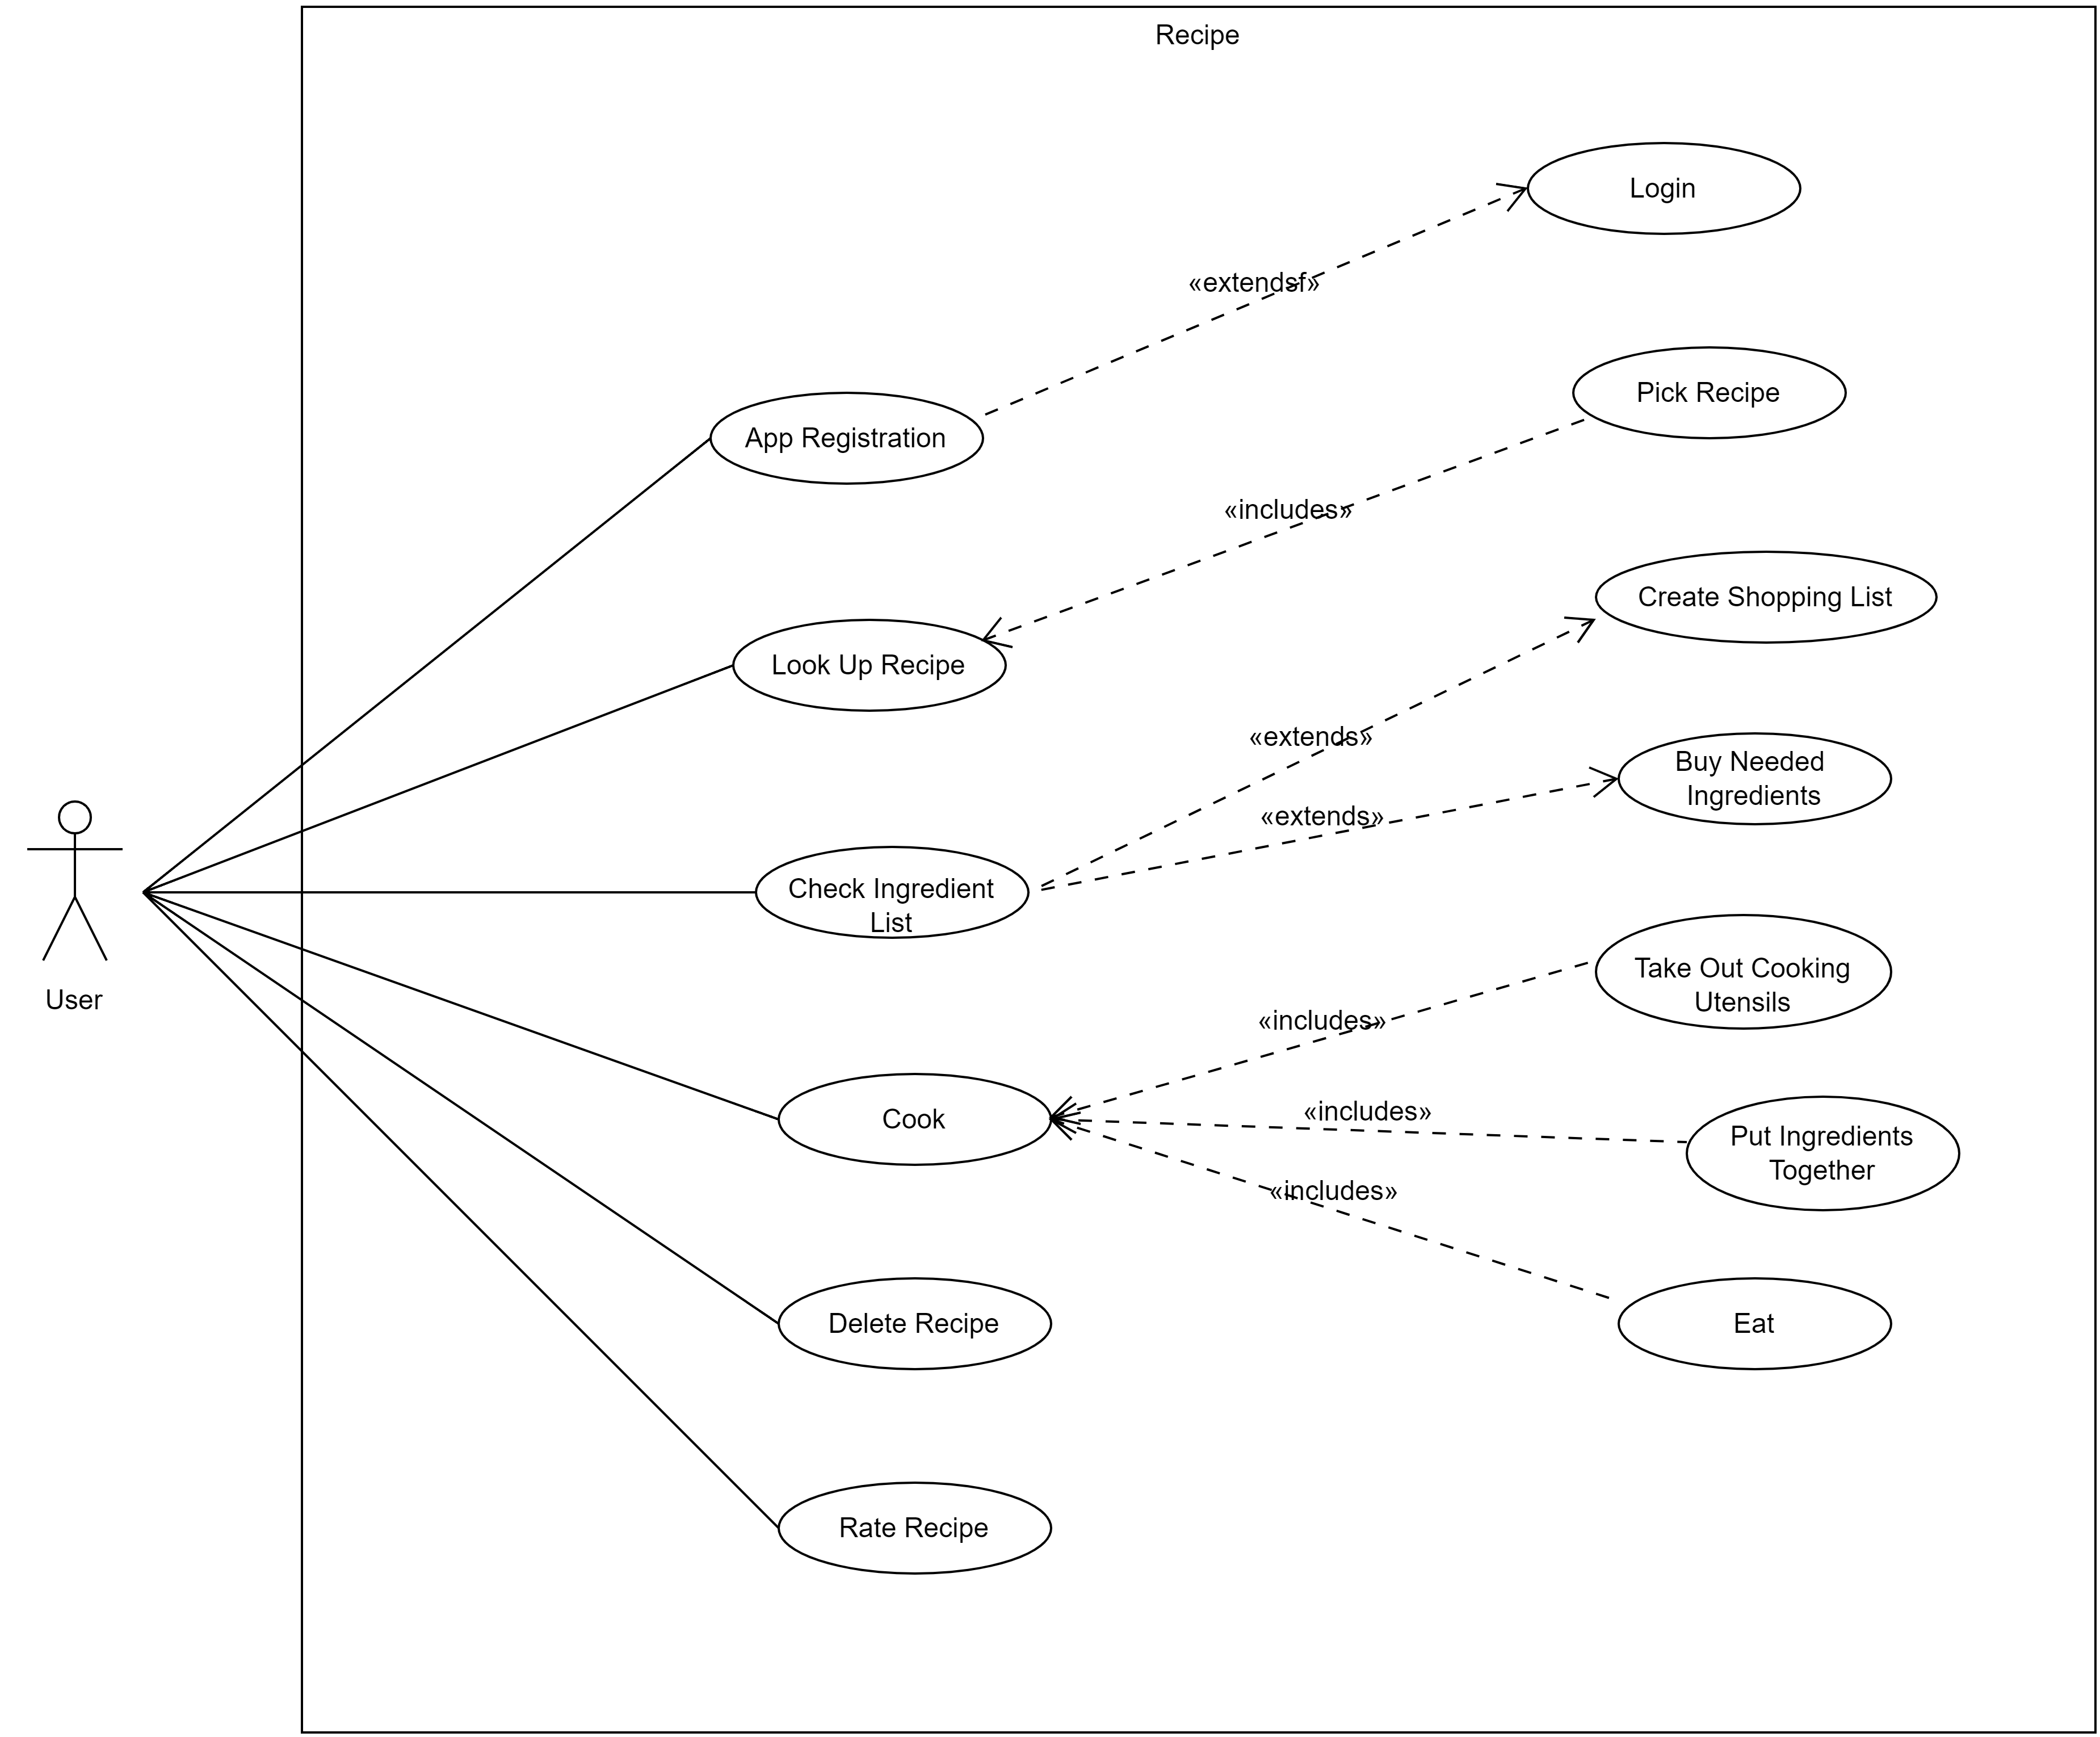 Recipe
Login
«extendsf»
Pick Recipe
App Registration
«includes»
Create Shopping List
Look Up Recipe
«extends»
Buy Needed
Ingredients
«extends»
Check Ingredient
List
Take Out Cooking
Utensils
User
«includes»
Cook
«includes»
Put Ingredients
Together
«includes»
Delete Recipe
Eat
Rate Recipe